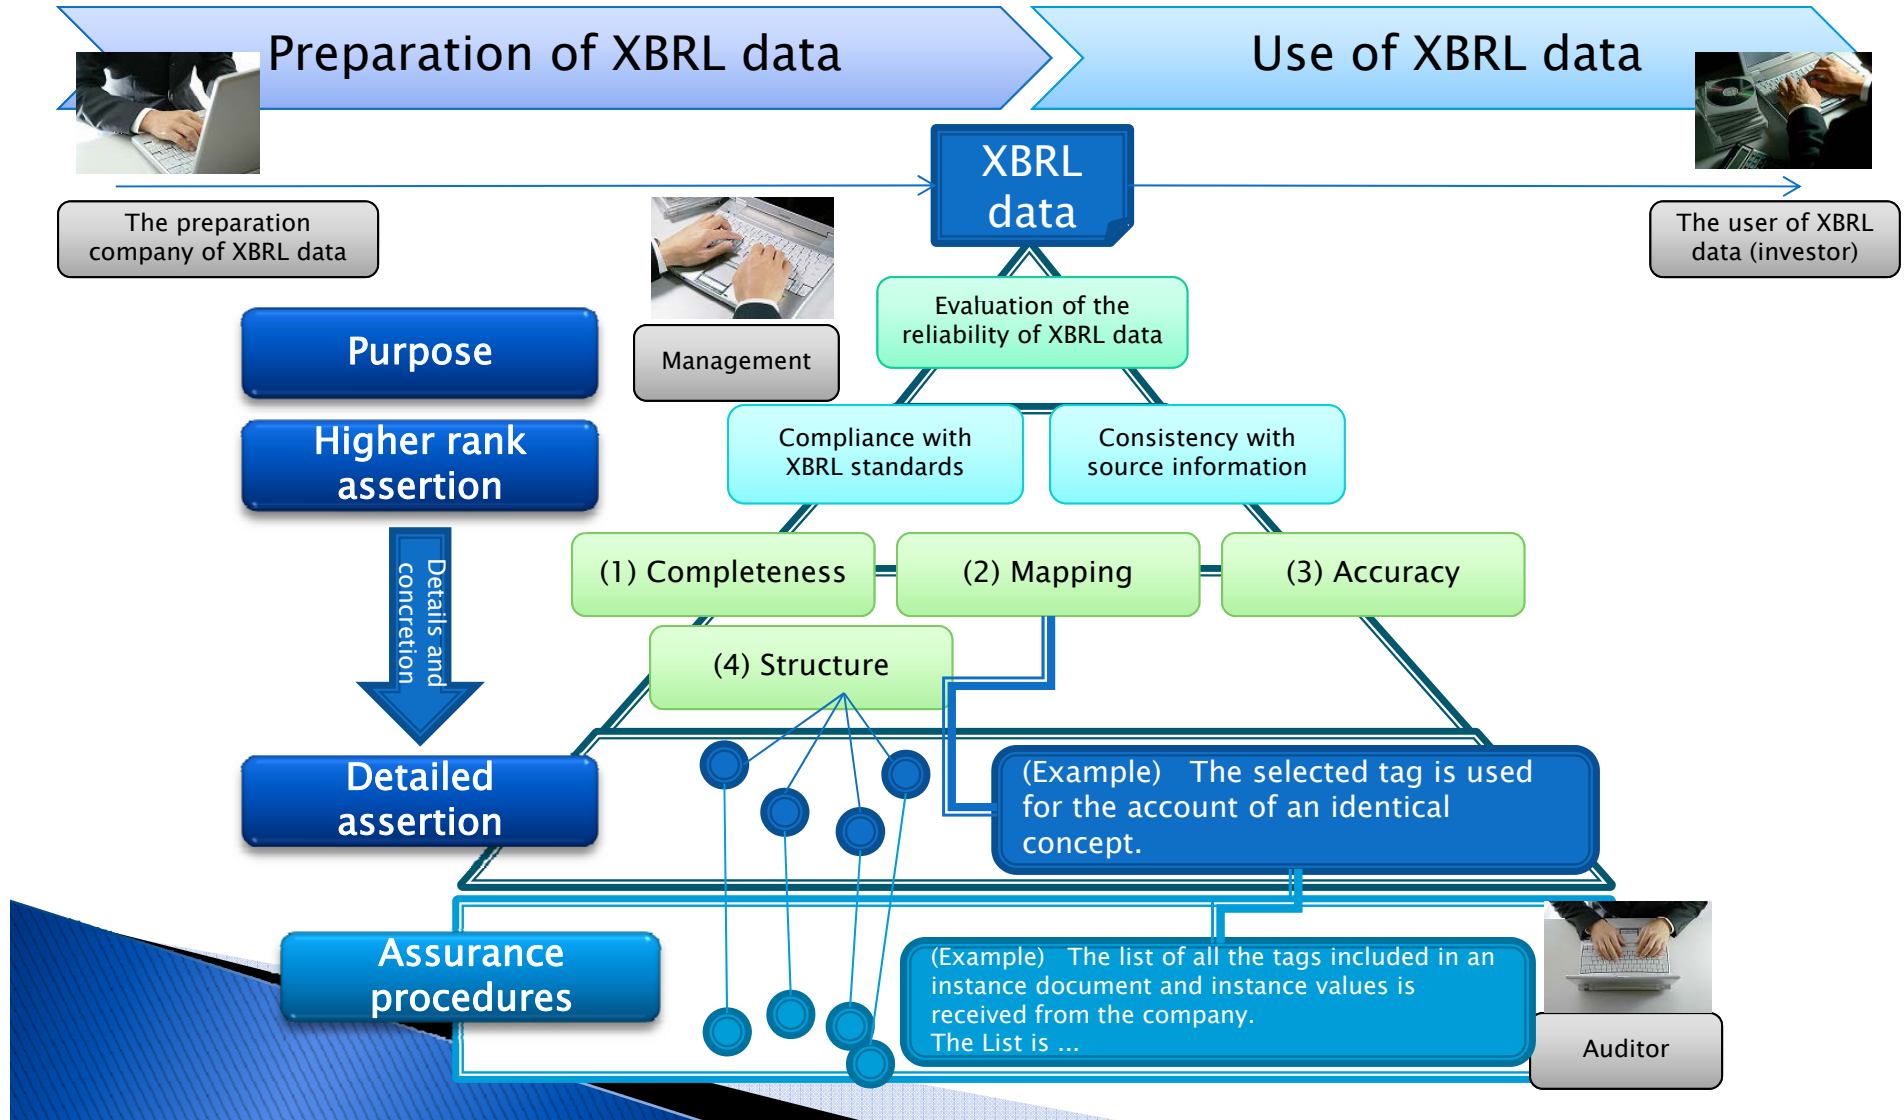 Preparation of XBRL data
Use of XBRL data
XBRL
data
The preparation
company of XBRL data
The user of XBRL
data (investor)
Management
Evaluation of the
reliability of XBRL data
Purpose
Higher rank
assertion
Compliance with
XBRL standards
Consistency with
source information
Details and
concretion
(1) Completeness
(2) Mapping
(3) Accuracy
(4) Structure
Detailed
assertion
(Example) The selected tag is used
for the account of an identical
concept.
Assurance
procedures
(Example) The list of all the tags included in an
instance document and instance values is
received from the company.
The List is ...
Auditor